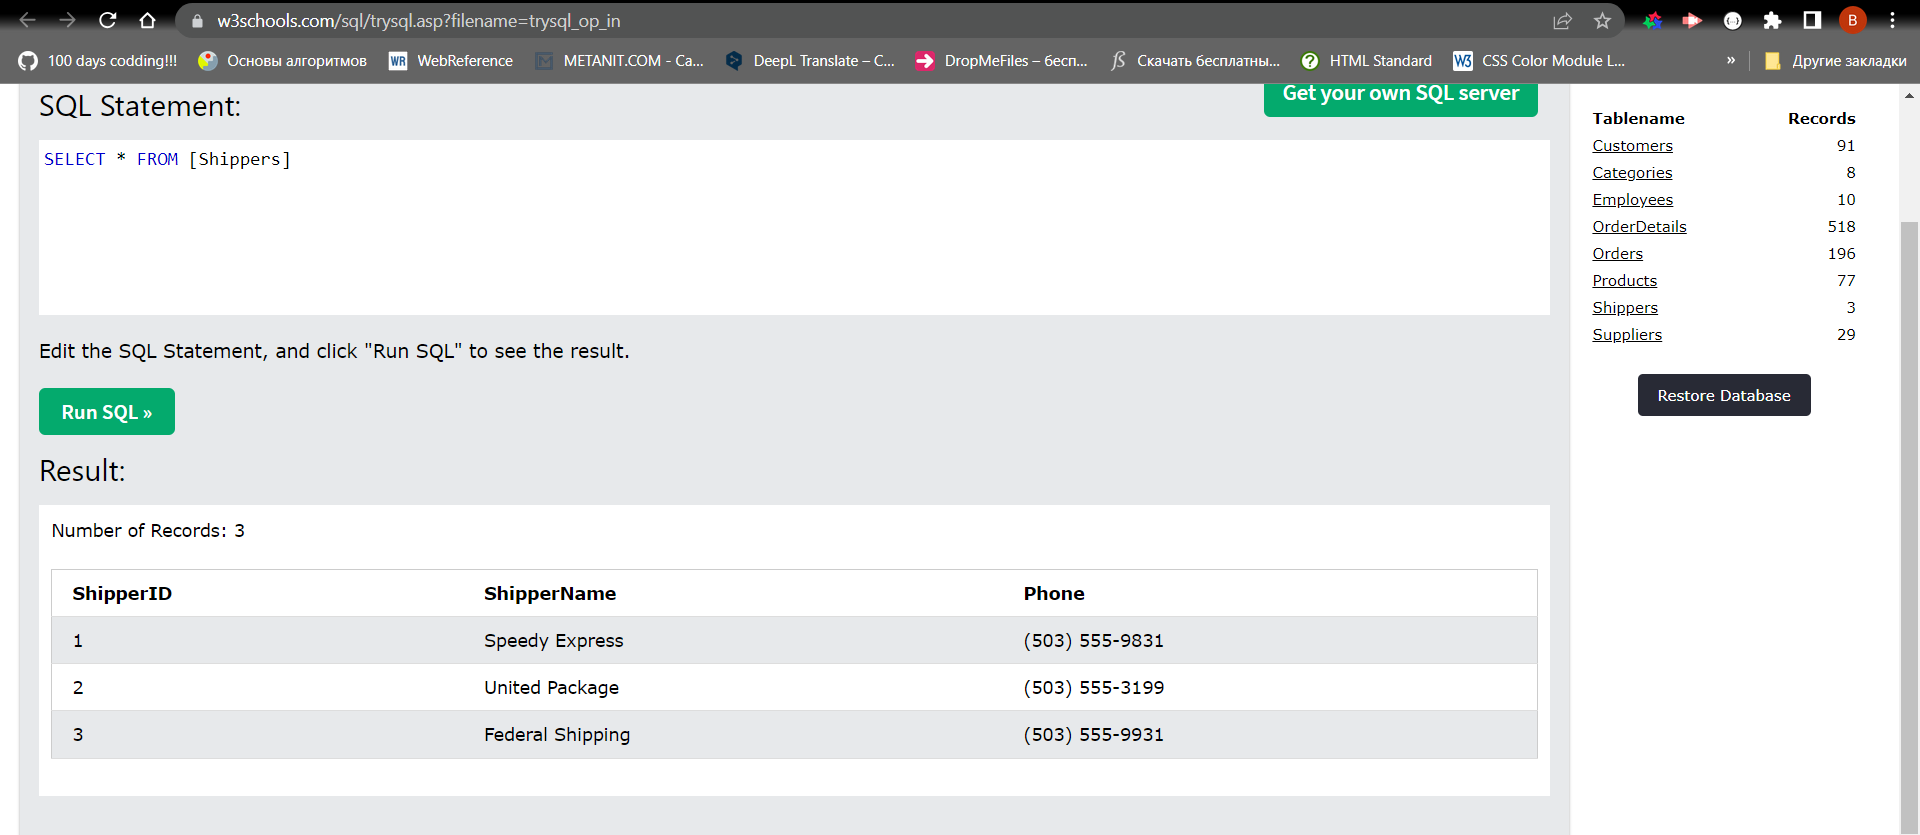 w3schools.com/sql/trysql.asp?filename=trysql_op_in
B
100 days codding!!! Основы алгоритмов WebReference METANIT.COM - Са... DeepL Translate – С... DropMeFiles – бесп... Скачать бесплатны... HTML Standard CSS Color Module L... » Другие закладки
SQL Statement:
Get your own SQL server
SELECT * FROM [Shippers]
Edit the SQL Statement, and click "Run SQL" to see the result.
Run SQL »
Result:
Number of Records: 3
ShipperID ShipperName Phone
1 Speedy Express (503) 555-9831
2 United Package (503) 555-3199
3 Federal Shipping (503) 555-9931
Tablename Records
Customers 91
Categories 8
Employees 10
OrderDetails 518
Orders 196
Products 77
Shippers 3
Suppliers 29
Restore Database